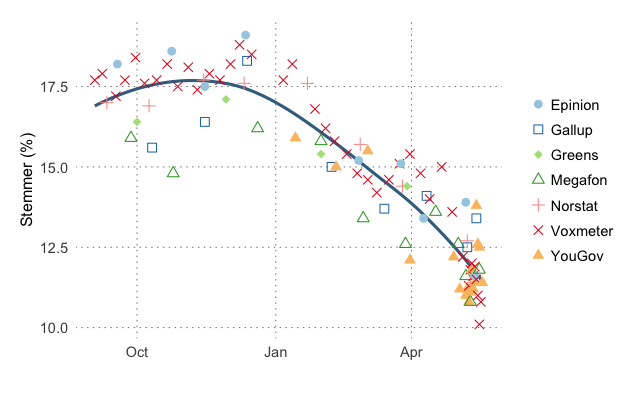 Stemmer (%)
17.5
15.0
12.5
10.0
Oct
Jan
Apr
Epinion
Gallup
Greens
Megafon
Norstat
Voxmeter
YouGov